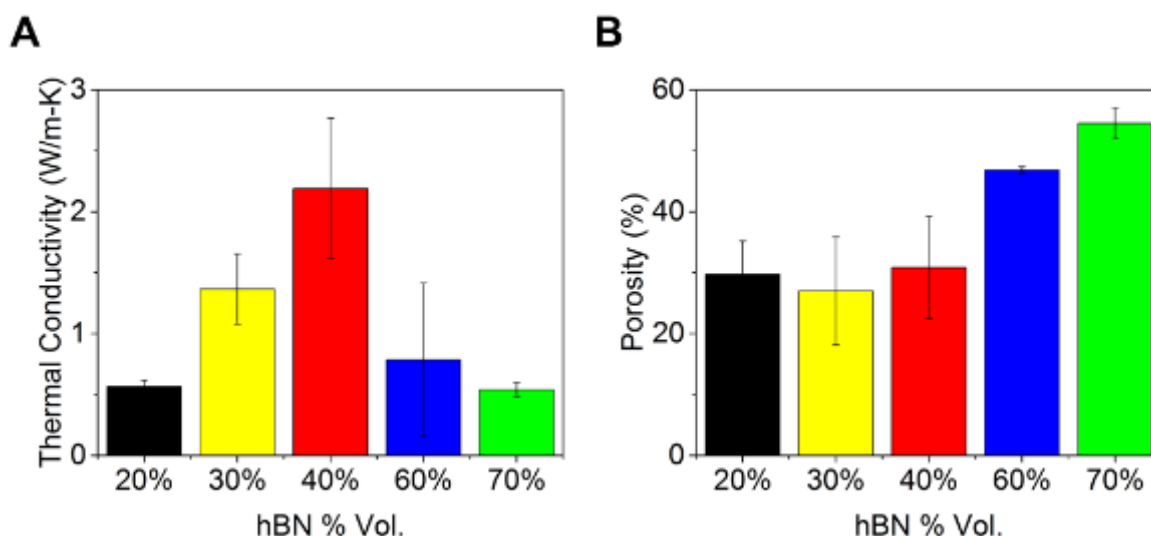 A
Thermal Conductivity (W/m-K)
3
2
1
0
20% 30% 40% 60% 70%
hBN % Vol.
B
Porosity (%)
60
40
20
0
20% 30% 40% 60% 70%
hBN % Vol.